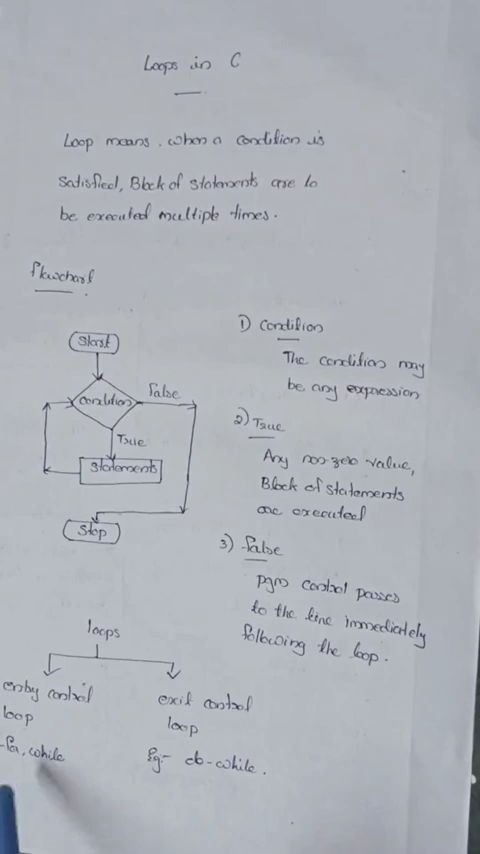 Loops in C
Loop means, when a condition is
satisfied, Block of statements are to
be executed multiple times.
flowchart
Start
Condition
False
True
Statements
Stop
1) Condition
The condition may
be any expression
2) True
Any non-zero value,
Block of statements
are executed
3) false
pgm control passes
to the line immediately
following the loop.
loops
entry control
loop
- for, while
exit control
loop
Eg:- do-while.